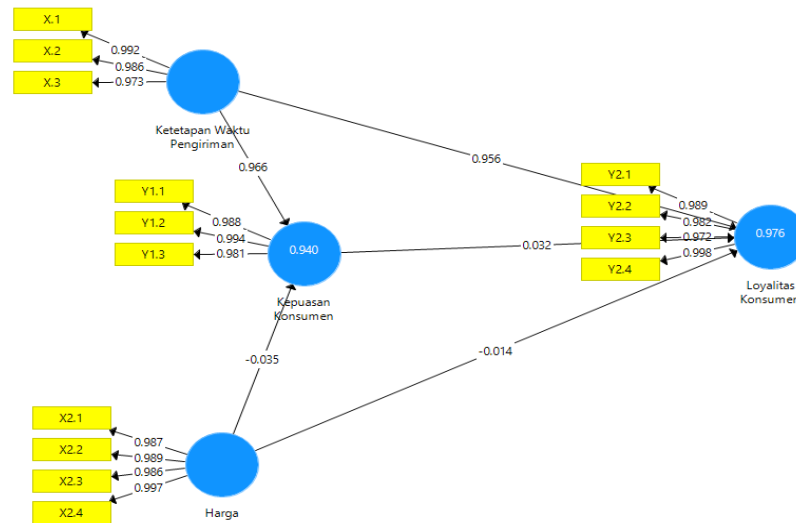 X.1
X.2
X.3
0.992
0.986
0.973
Ketetapan Waktu
Pengiriman
0.966
0.956
Y1.1
Y1.2
Y1.3
0.988
0.994
0.981
0.940
Kepuasan
Konsumen
0.032
Y2.1
Y2.2
Y2.3
Y2.4
0.989
0.982
0.972
0.998
0.976
Loyalitas
Konsumen
-0.035
-0.014
X2.1
X2.2
X2.3
X2.4
0.987
0.989
0.986
0.997
Harga